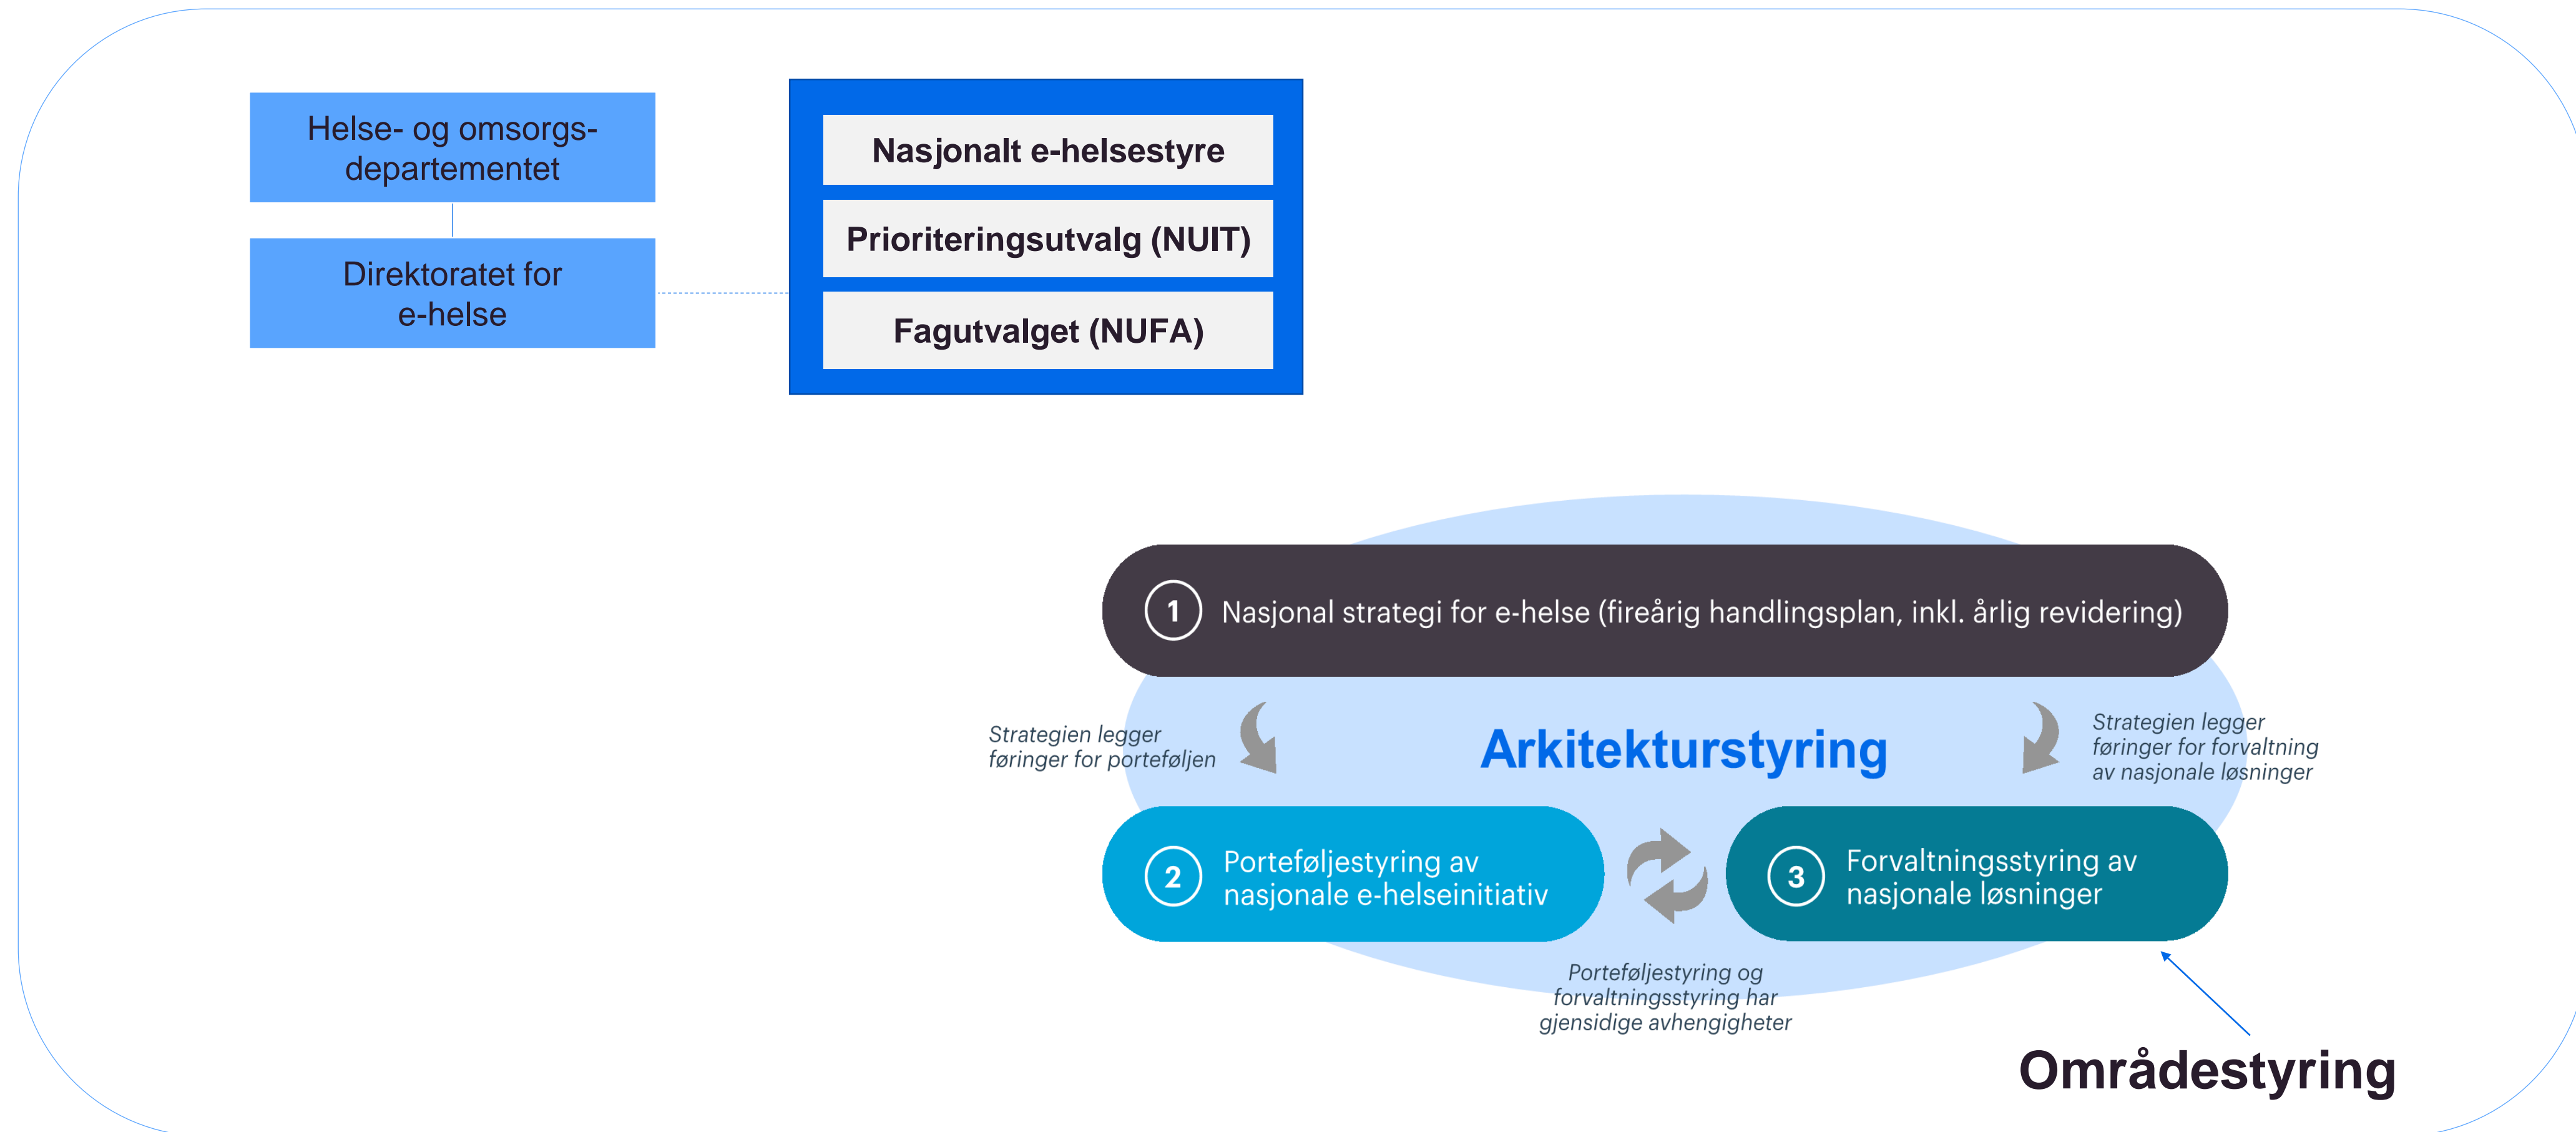 Helse- og omsorgs-
departementet
Direktoratet for
e-helse
Nasjonalt e-helsestyre
Prioriteringsutvalg (NUIT)
Fagutvalget (NUFA)
1 Nasjonal strategi for e-helse (fireårig handlingsplan, inkl. årlig revidering)
Strategien legger
føringer for porteføljen
Arkitekturstyring
Strategien legger
føringer for forvaltning
av nasjonale løsninger
2 Porteføljestyring av
nasjonale e-helseinitiativ
3 Forvaltningsstyring av
nasjonale løsninger
Porteføljestyring og
forvaltningsstyring har
gjensidige avhengigheter
Områdestyring